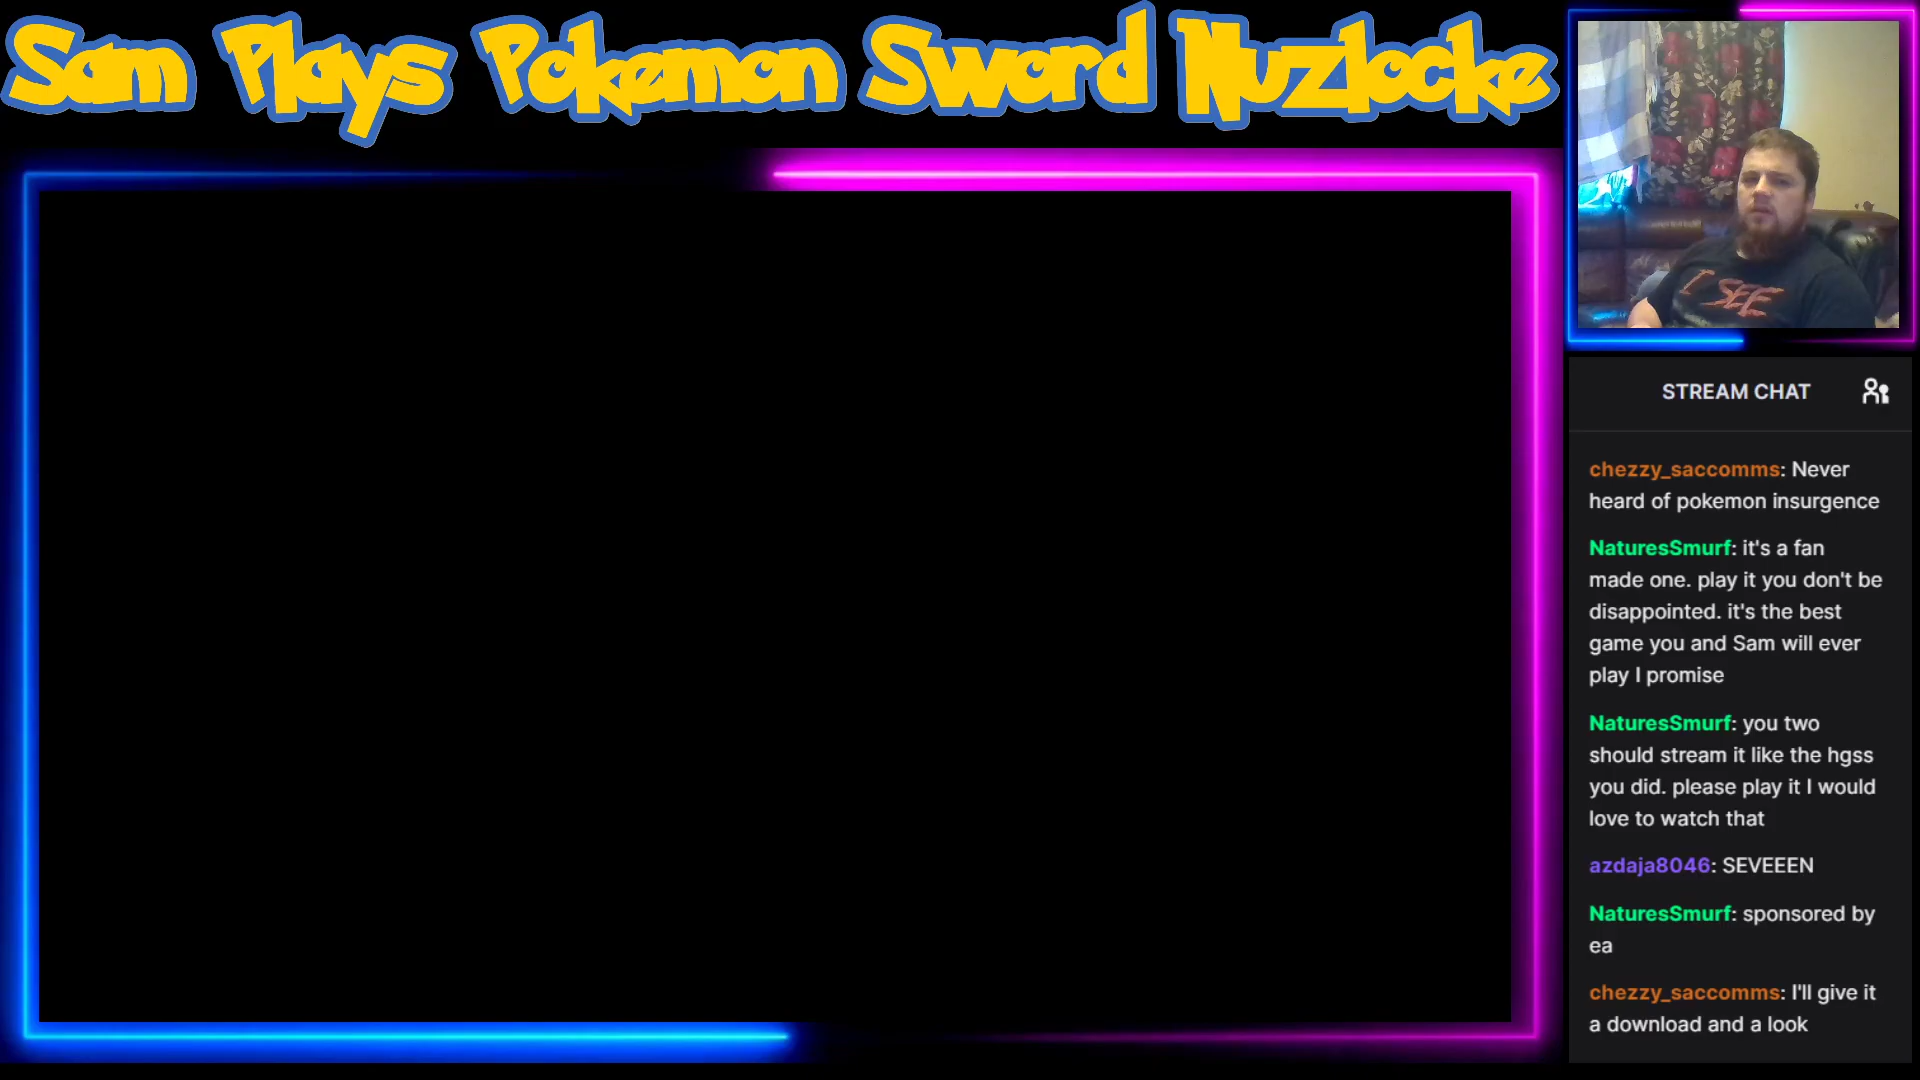 Sam Plays Pokemon Sword Nuzlocke
I SEE
STREAM CHAT
chezzy_saccomms: Never
heard of pokemon insurgence
NaturesSmurf: it's a fan
made one. play it you don't be
disappointed. it's the best
game you and Sam will ever
play I promise
NaturesSmurf: you two
should stream it like the hgss
you did. please play it I would
love to watch that
azdaja8046: SEVEEEN
NaturesSmurf: sponsored by
ea
chezzy_saccomms: I'll give it
a download and a look